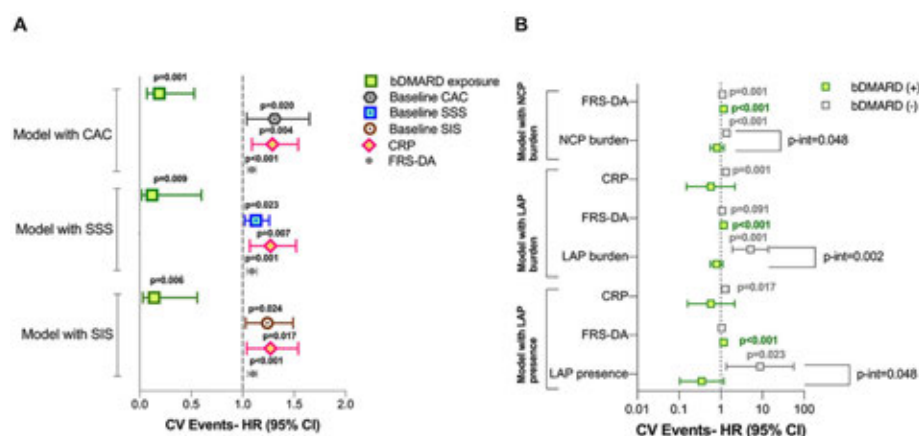 A
p=0.001
p=0.020
Model with CAC
p=0.004
p<0.001
p=0.009
p=0.023
Model with SSS
p=0.007
p=0.001
p=0.006
p=0.024
Model with SIS
p=0.017
p<0.001
0.0 0.5 1.0 1.5 2.0
CV Events- HR (95% CI)
bDMARD exposure
Baseline CAC
Baseline SSS
Baseline SIS
CRP
FRS-DA
B
bDMARD (+)
bDMARD (-)
Model with NCP burden
p=0.001
FRS-DA
p<0.001
p<0.001
NCP burden
p-int=0.048
Model with LAP burden
CRP
p=0.001
FRS-DA
p=0.091
p<0.001
p=0.001
LAP burden
p-int=0.002
Model with LAP presence
CRP
p=0.017
FRS-DA
p<0.001
p=0.023
LAP presence
p-int=0.048
0.01 0.1 1 10 100
CV Events- HR (95% CI)